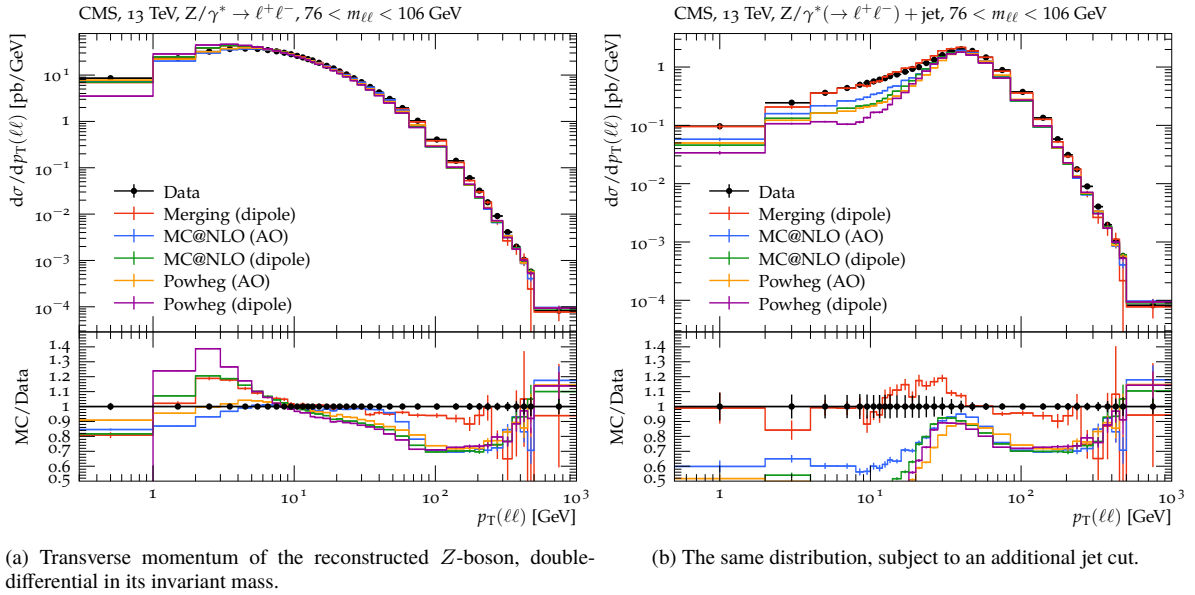 CMS, 13 TeV, Z/γ* → ℓ⁺ℓ⁻, 76 < mℓℓ < 106 GeV
dσ/dpT(ℓℓ) [pb/GeV]
10¹
1
10⁻¹
10⁻²
10⁻³
10⁻⁴
Data
Merging (dipole)
MC@NLO (AO)
MC@NLO (dipole)
Powheg (AO)
Powheg (dipole)
MC/Data
1.4
1.3
1.2
1.1
1
0.9
0.8
0.7
0.6
0.5
1 10¹ 10² 10³
pT(ℓℓ) [GeV]
(a) Transverse momentum of the reconstructed Z-boson, double-
differential in its invariant mass.
CMS, 13 TeV, Z/γ*(→ ℓ⁺ℓ⁻) + jet, 76 < mℓℓ < 106 GeV
dσ/dpT(ℓℓ) [pb/GeV]
1
10⁻¹
10⁻²
10⁻³
10⁻⁴
Data
Merging (dipole)
MC@NLO (AO)
MC@NLO (dipole)
Powheg (AO)
Powheg (dipole)
MC/Data
1.4
1.3
1.2
1.1
1
0.9
0.8
0.7
0.6
0.5
1 10¹ 10² 10³
pT(ℓℓ) [GeV]
(b) The same distribution, subject to an additional jet cut.